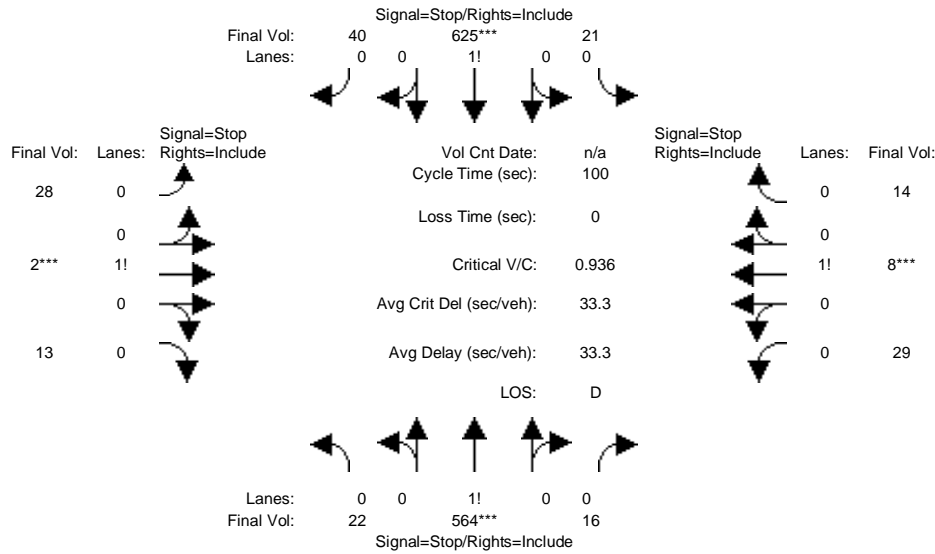 Signal=Stop/Rights=Include
Final Vol: 40 625*** 21
Lanes: 0 0 1! 0 0
Signal=Stop
Final Vol: Lanes: Rights=Include
Vol Cnt Date: n/a
Signal=Stop
Rights=Include Lanes: Final Vol:
Cycle Time (sec): 100
28 0
0 14
Loss Time (sec): 0
0
0
2*** 1!
Critical V/C: 0.936
1! 8***
0
Avg Crit Del (sec/veh): 33.3
0
13 0
Avg Delay (sec/veh): 33.3
0 29
LOS: D
Lanes: 0 0 1! 0 0
Final Vol: 22 564*** 16
Signal=Stop/Rights=Include